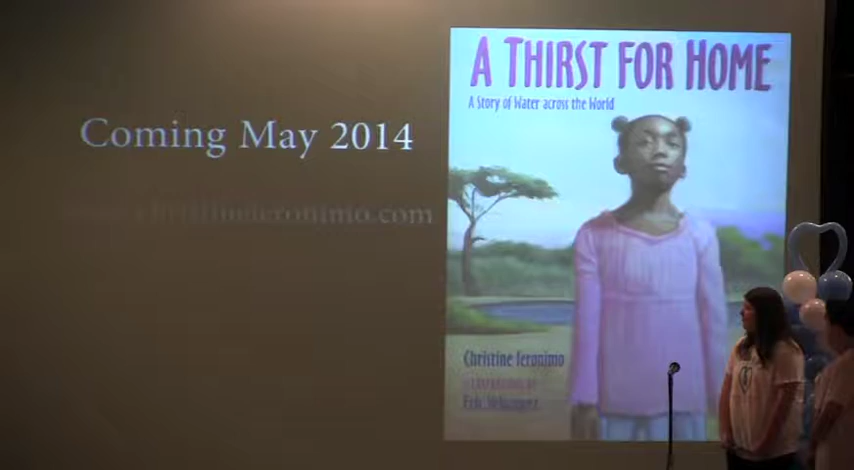 A THIRST FOR HOME
A Story of Water across the World
Coming May 2014
Christine Ieronimo